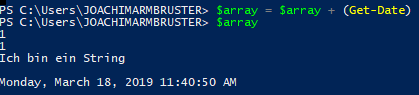 PS C:\Users\JOACHIMARMBRUSTER> $array = $array + (Get-Date)
PS C:\Users\JOACHIMARMBRUSTER> $array
1
1
Ich bin ein String
Monday, March 18, 2019 11:40:50 AM